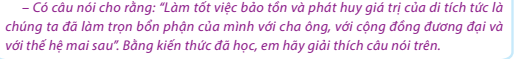 – Có câu nói cho rằng: “Làm tốt việc bảo tồn và phát huy giá trị của di tích tức là
chúng ta đã làm trọn bổn phận của mình với cha ông, với cộng đồng đương đại và
với thế hệ mai sau”. Bằng kiến thức đã học, em hãy giải thích câu nói trên.